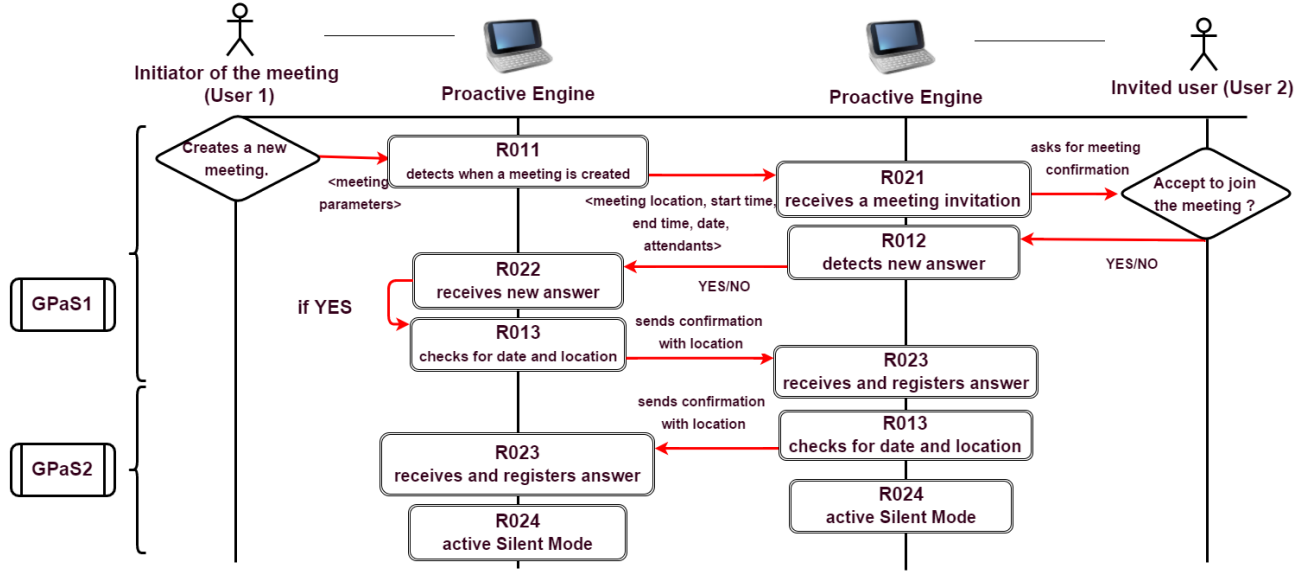 Initiator of the meeting
(User 1)
Proactive Engine
Proactive Engine
Invited user (User 2)
Creates a new
meeting.
<meeting
parameters>
R011
detects when a meeting is created
<meeting location, start time,
end time, date,
attendants>
R021
receives a meeting invitation
asks for meeting
confirmation
Accept to join
the meeting ?
YES/NO
R012
detects new answer
YES/NO
R022
receives new answer
if YES
R013
checks for date and location
sends confirmation
with location
R023
receives and registers answer
GPaS1
R013
checks for date and location
sends confirmation
with location
R023
receives and registers answer
R024
active Silent Mode
R024
active Silent Mode
GPaS2